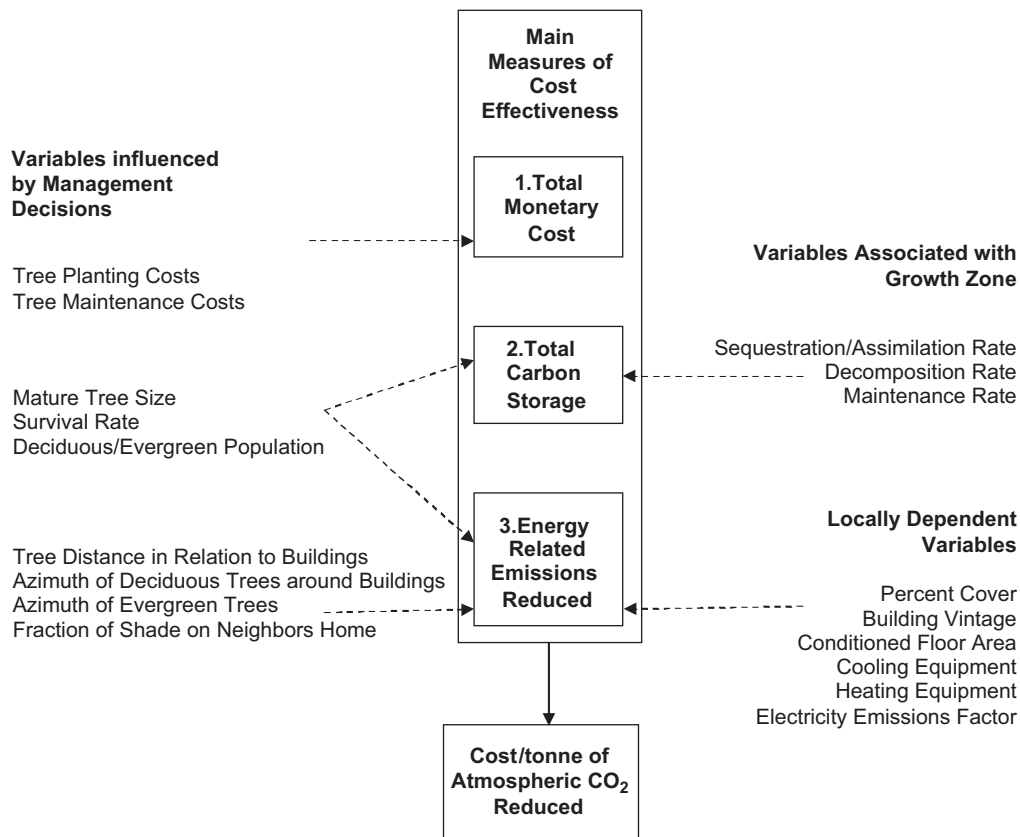 Main
Measures of
Cost
Effectiveness
Variables influenced
by Management
Decisions
1.Total
Monetary
Cost
Tree Planting Costs
Tree Maintenance Costs
Variables Associated with
Growth Zone
2.Total
Carbon
Storage
Sequestration/Assimilation Rate
Decomposition Rate
Maintenance Rate
Mature Tree Size
Survival Rate
Deciduous/Evergreen Population
3.Energy
Related
Emissions
Reduced
Locally Dependent
Variables
Tree Distance in Relation to Buildings
Azimuth of Deciduous Trees around Buildings
Azimuth of Evergreen Trees
Fraction of Shade on Neighbors Home
Percent Cover
Building Vintage
Conditioned Floor Area
Cooling Equipment
Heating Equipment
Electricity Emissions Factor
Cost/tonne of
Atmospheric CO₂
Reduced